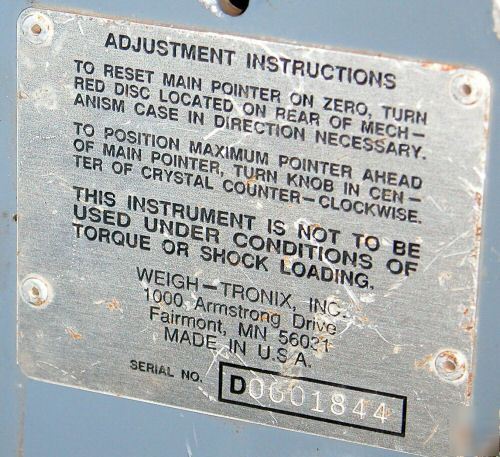 ADJUSTMENT INSTRUCTIONS
TO RESET MAIN POINTER ON ZERO, TURN
RED DISC LOCATED ON REAR OF MECH-
ANISM CASE IN DIRECTION NECESSARY.
TO POSITION MAXIMUM POINTER AHEAD
OF MAIN POINTER, TURN KNOB IN CEN-
TER OF CRYSTAL COUNTER-CLOCKWISE.
THIS INSTRUMENT IS NOT TO BE
USED UNDER CONDITIONS OF
TORQUE OR SHOCK LOADING.
WEIGH-TRONIX, INC.
1000 Armstrong Drive
Fairmont, MN 56031
MADE IN U.S.A.
SERIAL NO. D0601844